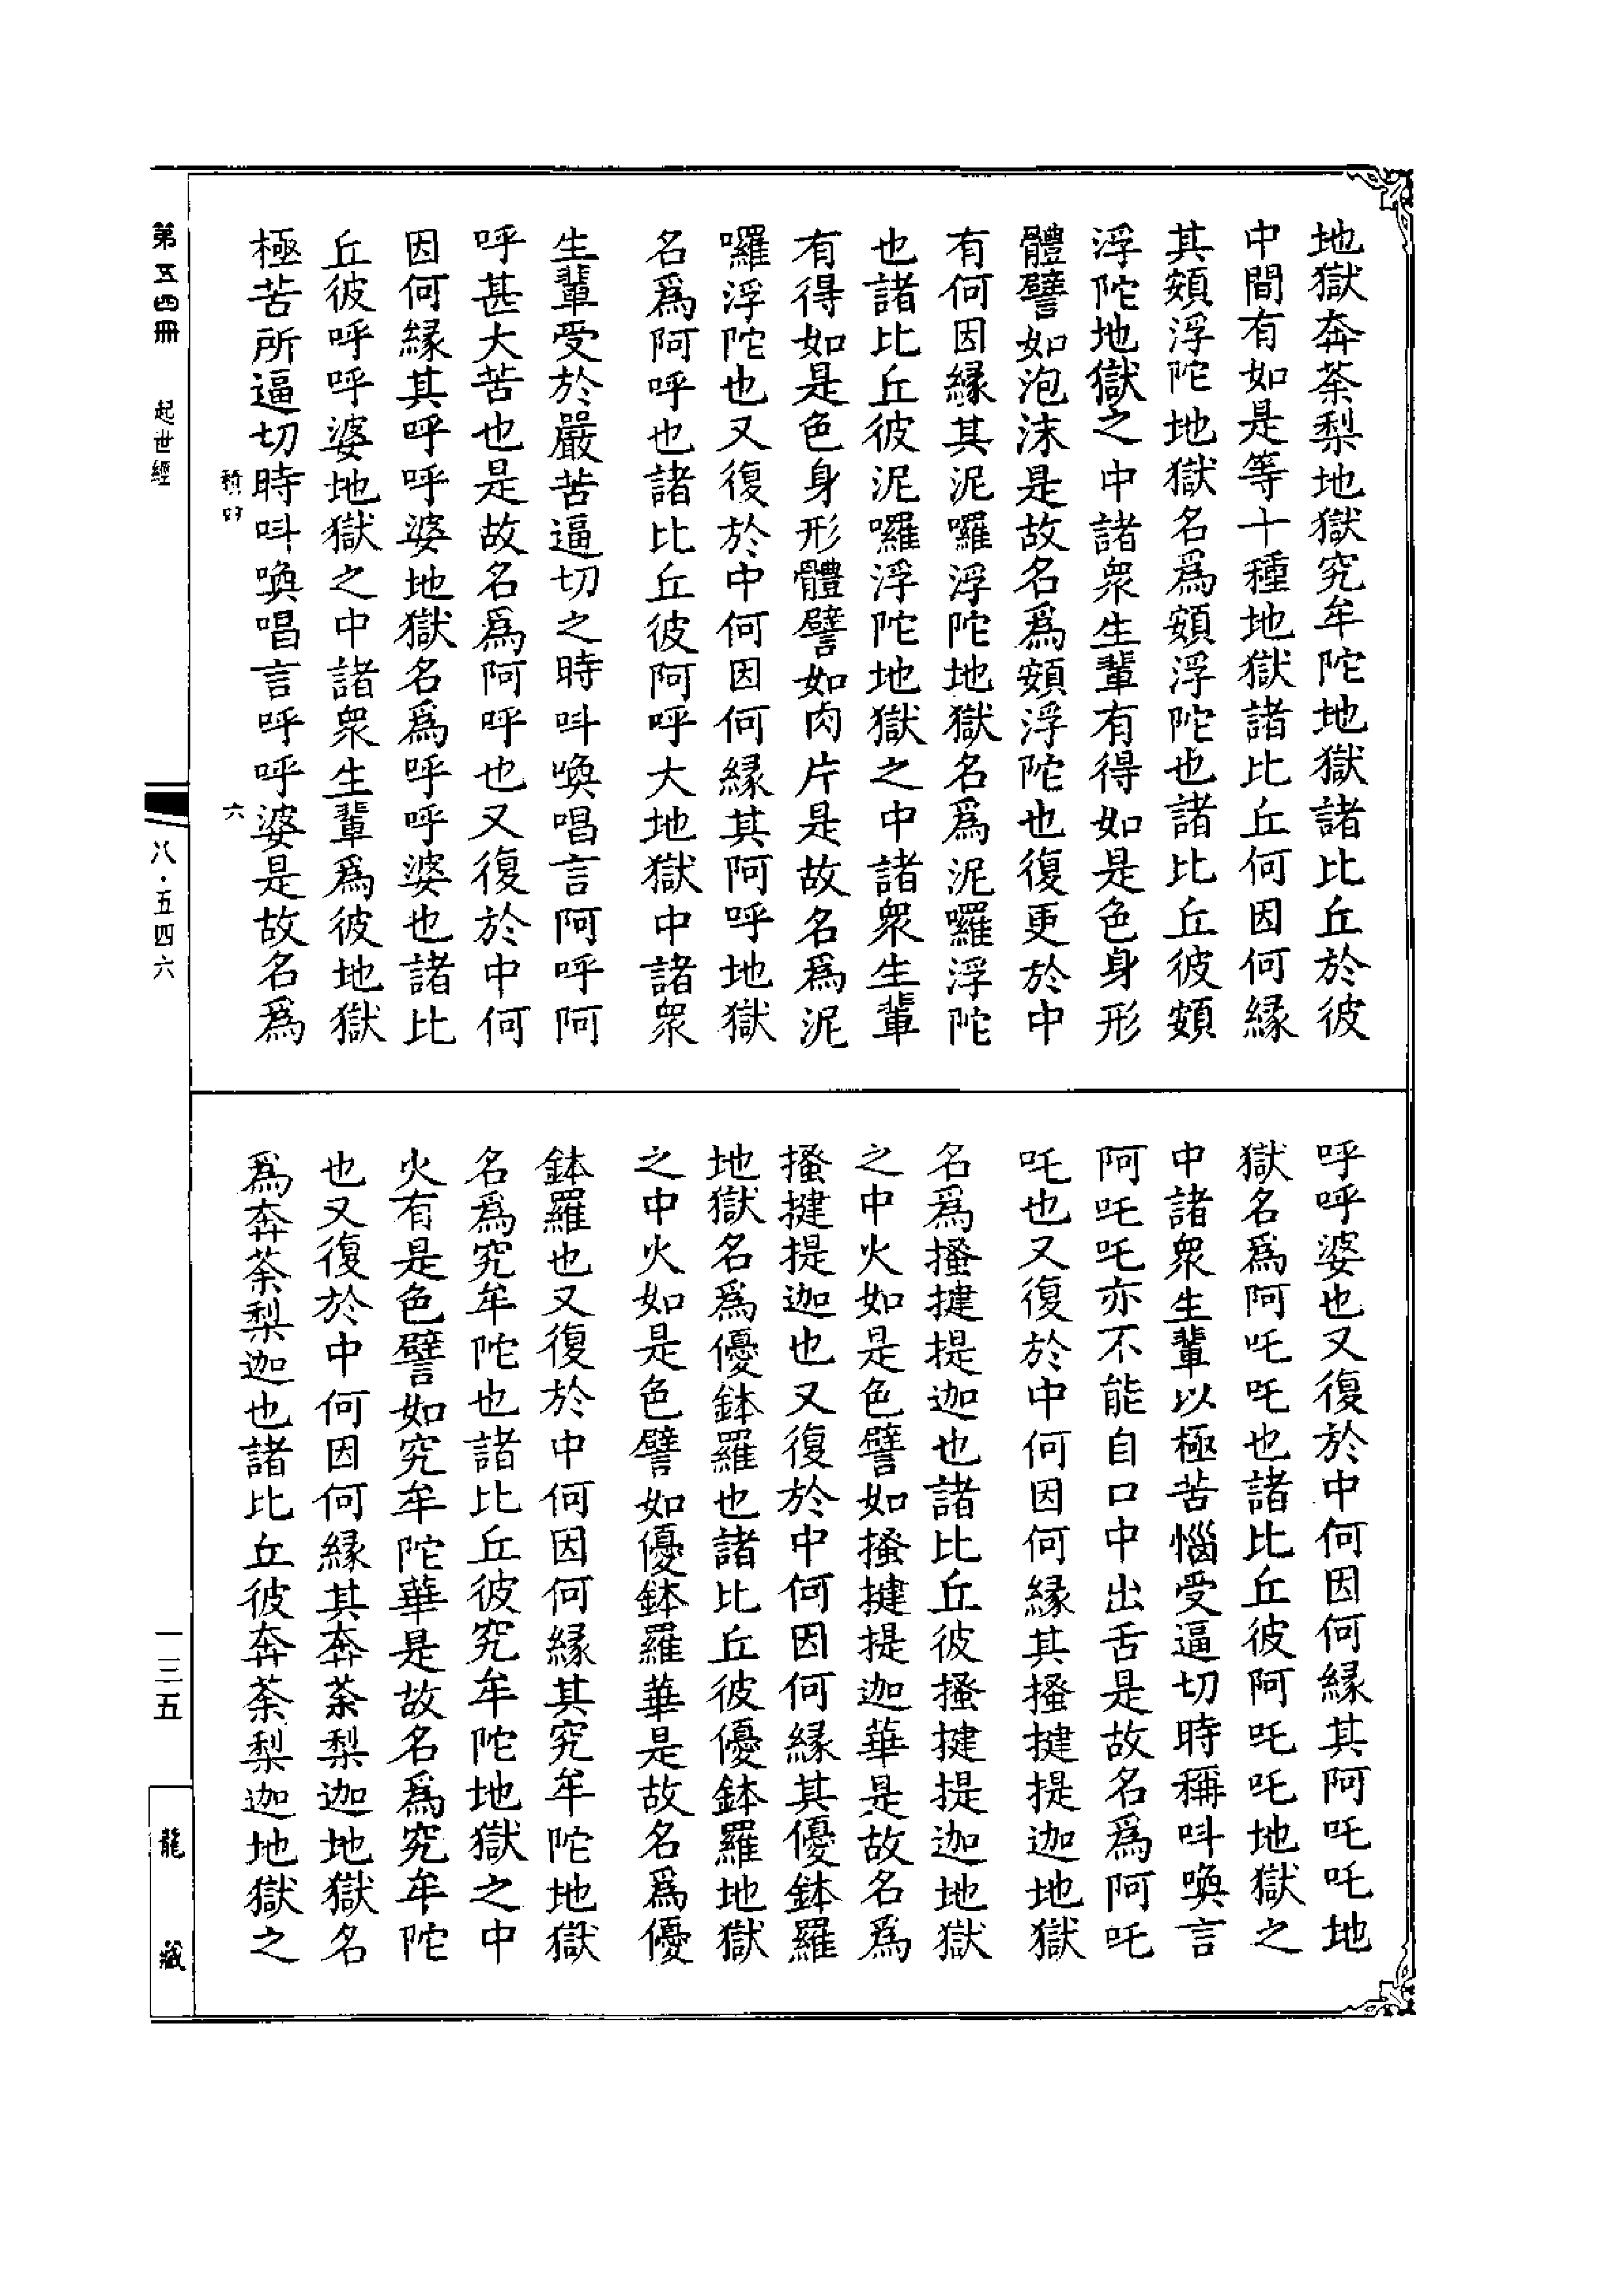 地獄奔荼梨地獄究牟陀地獄諸比丘於彼
中間有如是等十種地獄諸比丘何因何縁
其頞浮陀地獄名爲頞浮陀也諸比丘彼頞
浮陀地獄之中諸衆生輩有得如是色身形
體譬如泡沫是故名爲頞浮陀也復更於中
有何因縁其泥囉浮陀地獄名爲泥囉浮陀
也諸比丘彼泥囉浮陀地獄之中諸衆生輩
有得如是色身形體譬如肉片是故名爲泥
囉浮陀也又復於中何因何縁其阿呼地獄
名爲阿呼也諸比丘彼阿呼大地獄中諸衆
生輩受於嚴苦逼切之時呌喚唱言阿呼阿
呼甚大苦也是故名爲阿呼也又復於中何
因何縁其呼呼婆地獄名爲呼呼婆也諸比
丘彼呼呼婆地獄之中諸衆生輩爲彼地獄
極苦所逼切時呌喚唱言呼呼婆是故名爲
呼呼婆也又復於中何因何縁其阿吒吒地
獄名爲阿吒吒也諸比丘彼阿吒吒地獄之
中諸衆生輩以極苦惱受逼切時稱呌喚言
阿吒吒亦不能自口中出舌是故名爲阿吒
吒也又復於中何因何縁其搔揵提迦地獄
名爲搔揵提迦也諸比丘彼搔揵提迦地獄
之中火如是色譬如搔揵提迦華是故名爲
搔揵提迦也又復於中何因何縁其優鉢羅
地獄名爲優鉢羅也諸比丘彼優鉢羅地獄
之中火如是色譬如優鉢羅華是故名爲優
鉢羅也又復於中何因何縁其究牟陀地獄
名爲究牟陀也諸比丘彼究牟陀地獄之中
火有是色譬如究牟陀華是故名爲究牟陀
也又復於中何因何縁其奔荼梨迦地獄名
爲奔荼梨迦也諸比丘彼奔荼梨迦地獄之
六
第五四冊 起世經
八·五四六
一三五
龍藏